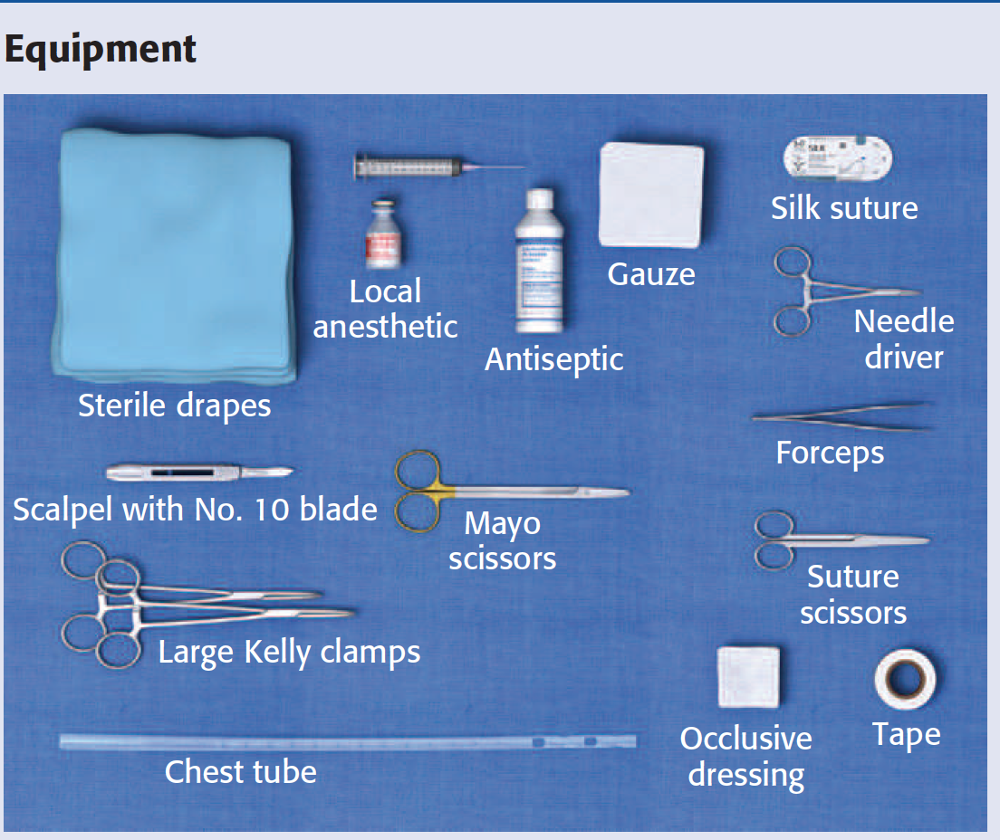 Equipment
SILK
Silk suture
Local
anesthetic
Gauze
Antiseptic
Needle
driver
Sterile drapes
Forceps
Scalpel with No. 10 blade
Mayo
scissors
Suture
scissors
Large Kelly clamps
Occlusive
dressing
Tape
Chest tube